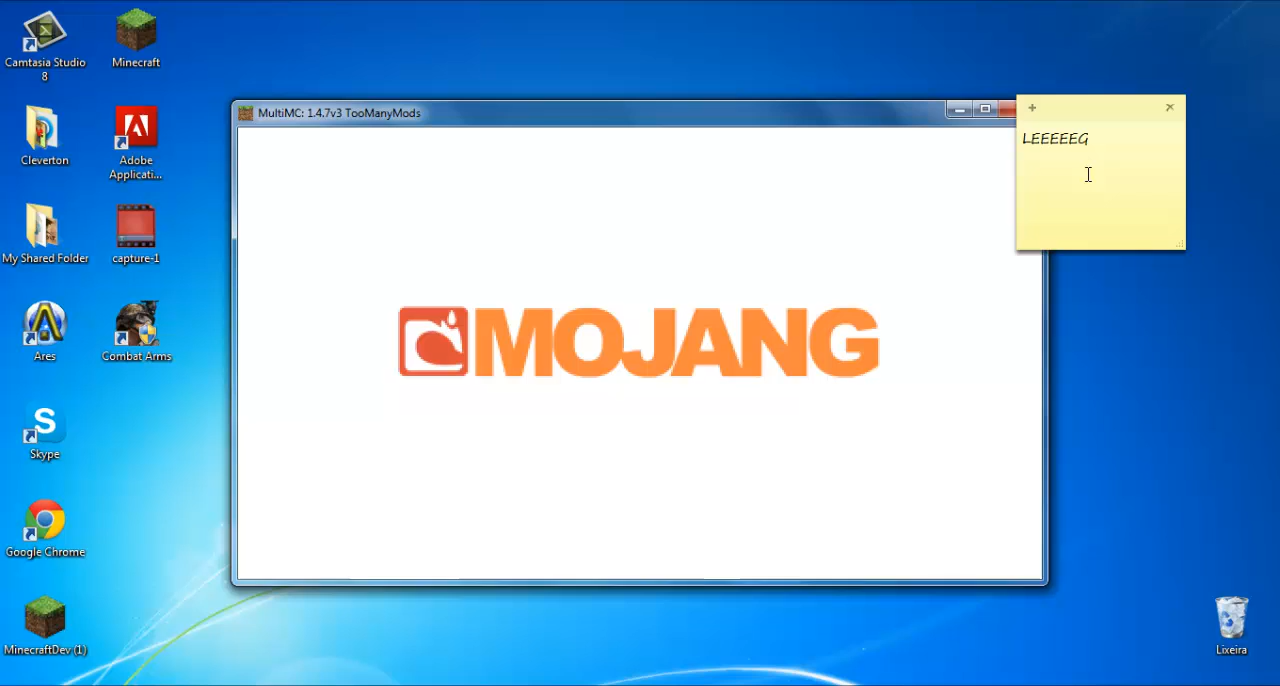 Camtasia Studio
8
Minecraft
Cleverton
Adobe
Applicati...
My Shared Folder
capture-1
Ares
Combat Arms
Skype
Google Chrome
MinecraftDev (1)
MultiMC: 1.4.7v3 TooManyMods
MOJANG
LEEEEEG
Lixeira